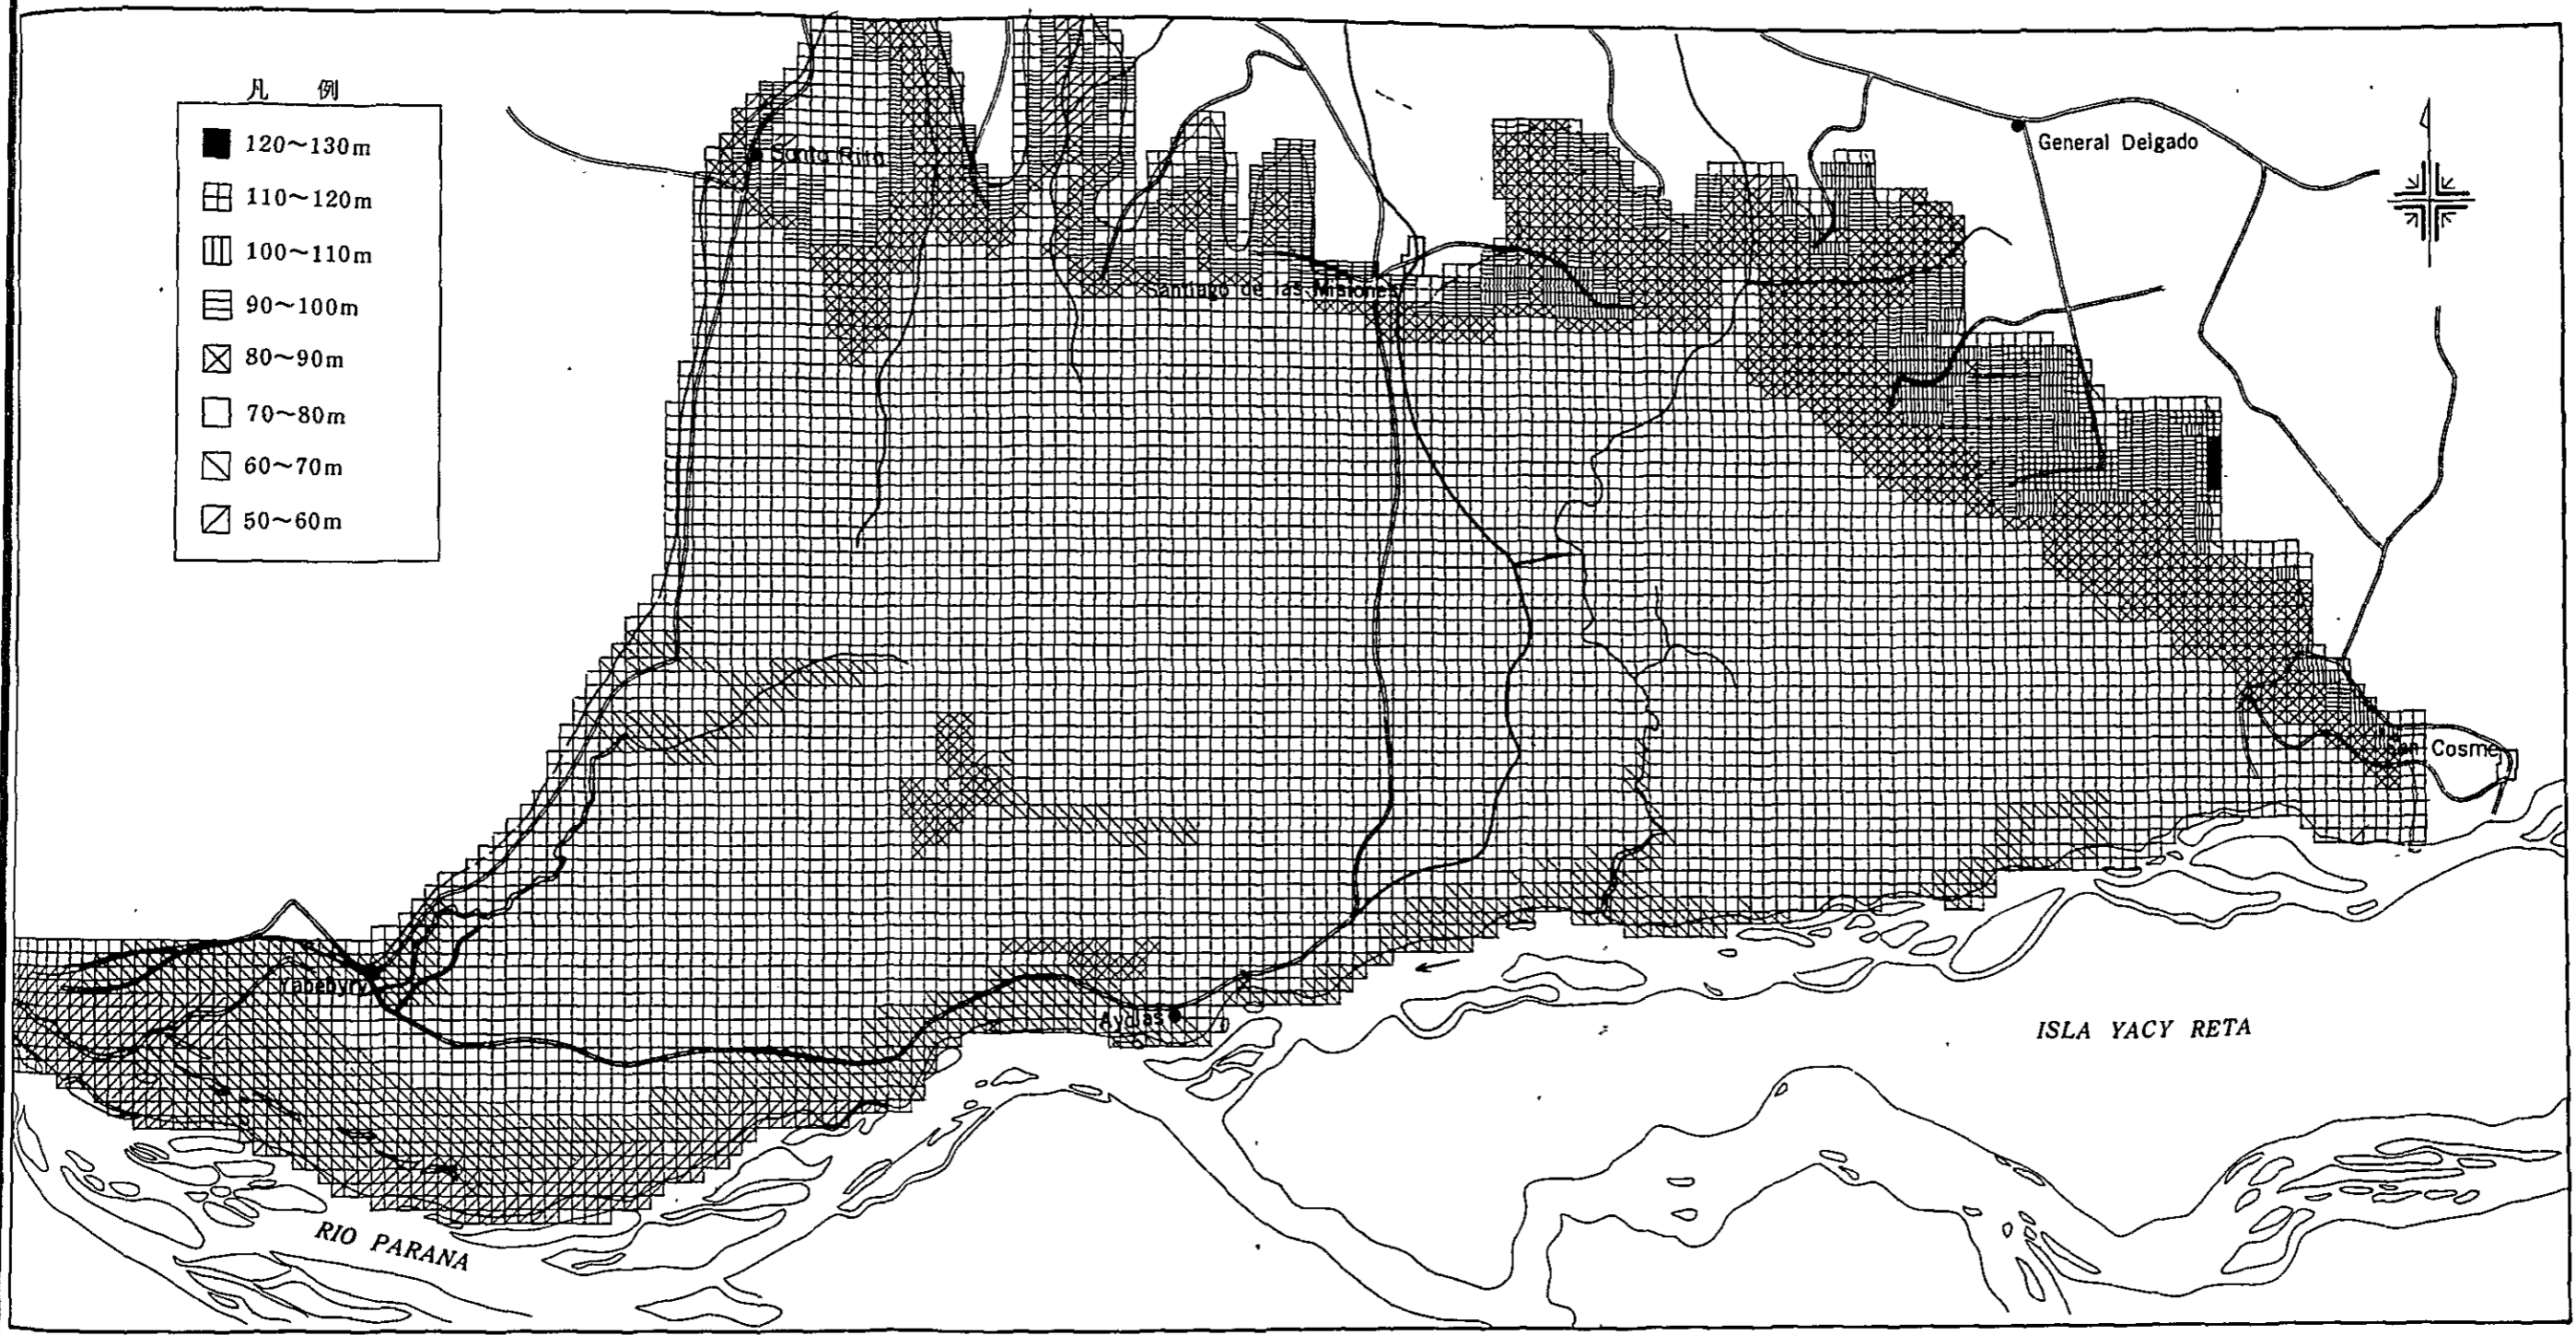 凡 例
120～130m
110～120m
100～110m
90～100m
80～90m
70～80m
60～70m
50～60m
Santa Rita
General Delgado
Santiago de las Misiones
San Cosme
Yabebyry
Ayolas
ISLA YACY RETA
RIO PARANA